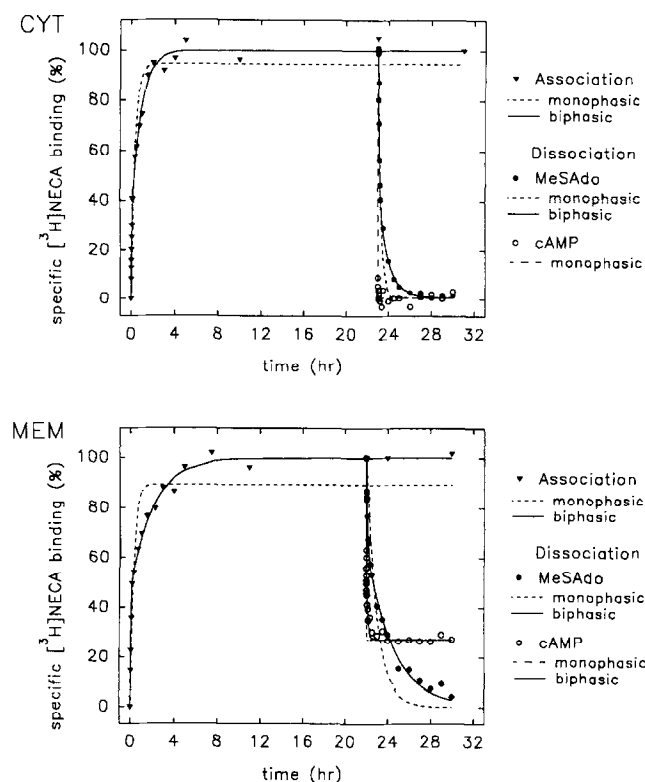 CYT
specific [³H]NECA binding (%)
100
80
60
40
20
0
0 4 8 12 16 20 24 28 32
time (hr)
Association
monophasic
biphasic
Dissociation
MeSAdo
monophasic
biphasic
cAMP
monophasic
MEM
specific [³H]NECA binding (%)
100
80
60
40
20
0
0 4 8 12 16 20 24 28 32
time (hr)
Association
monophasic
biphasic
Dissociation
MeSAdo
monophasic
biphasic
cAMP
monophasic
biphasic